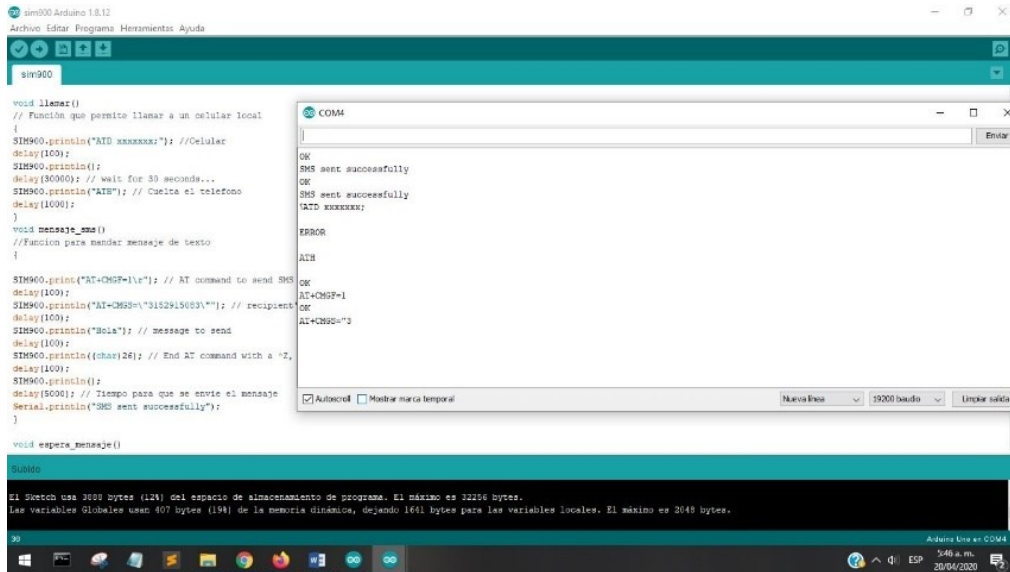 sim900 Arduino 1.8.12
Archivo Editar Programa Herramientas Ayuda
sim900
void llamar()
// Función que permite llamar a un celular local
{
SIM900.println("ATD xxxxxxx;"); //Celular
delay(100);
SIM900.println();
delay(30000); // wait for 30 seconds...
SIM900.println("ATH"); // Cuelta el telefono
delay(1000);
}
void mensaje_sms()
//Funcion para mandar mensaje de texto
{
SIM900.print("AT+CMGF=1\r"); // AT command to send SMS
delay(100);
SIM900.println("AT+CMGS=\"3152915083\""); // recipient'
delay(100);
SIM900.println("Hola"); // message to send
delay(100);
SIM900.println((char)26); // End AT command with a ^Z,
delay(100);
SIM900.println();
delay(5000); // Tiempo para que se envie el mensaje
Serial.println("SMS sent successfully");
}
void espera_mensaje()
COM4
Enviar
OK
SMS sent successfully
OK
SMS sent successfully
ATD xxxxxxx;
ERROR
ATH
OK
AT+CMGF=1
OK
AT+CMGS="3
Autoscroll Mostrar marca temporal
Nueva línea
19200 baudio
Limpiar salida
Subido
El Sketch usa 3888 bytes (12%) del espacio de almacenamiento de programa. El máximo es 32256 bytes.
Las variables Globales usan 407 bytes (19%) de la memoria dinámica, dejando 1641 bytes para las variables locales. El máximo es 2048 bytes.
Arduino Uno en COM4
ESP
5:46 a. m.
20/04/2020